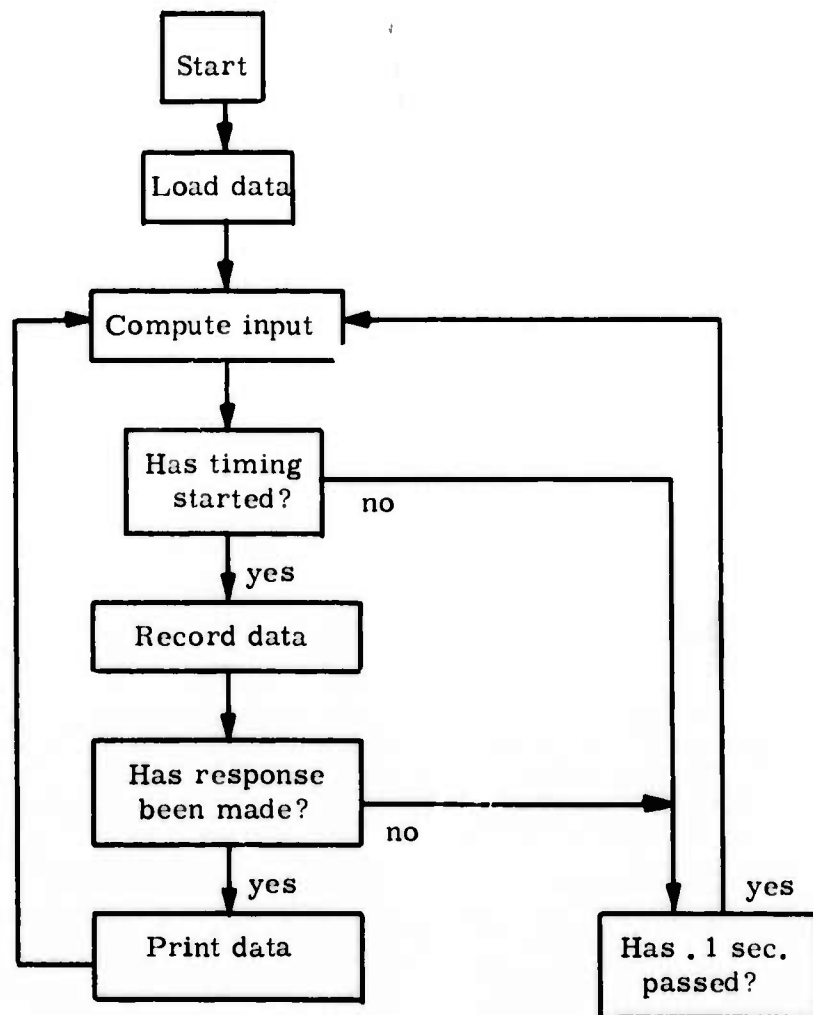 Start
Load data
Compute input
Has timing
started?
no
yes
Record data
Has response
been made?
no
yes
Print data
yes
Has .1 sec.
passed?